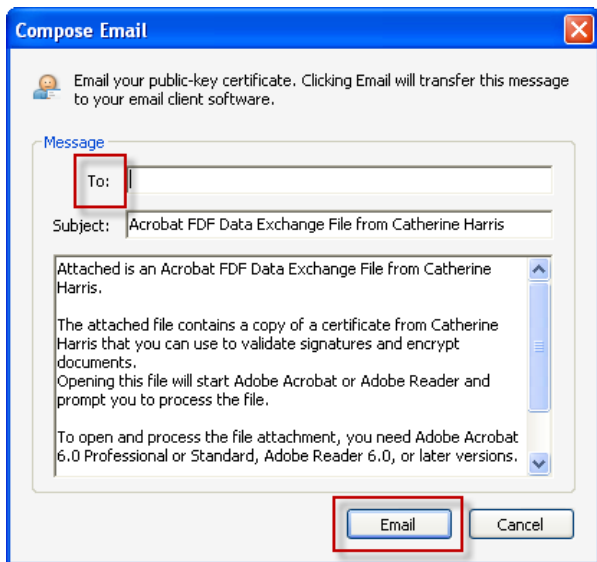 Compose Email
Email your public-key certificate. Clicking Email will transfer this message
to your email client software.
Message
To:
Subject: Acrobat FDF Data Exchange File from Catherine Harris
Attached is an Acrobat FDF Data Exchange File from Catherine
Harris.
The attached file contains a copy of a certificate from Catherine
Harris that you can use to validate signatures and encrypt
documents.
Opening this file will start Adobe Acrobat or Adobe Reader and
prompt you to process the file.
To open and process the file attachment, you need Adobe Acrobat
6.0 Professional or Standard, Adobe Reader 6.0, or later versions.
Email Cancel